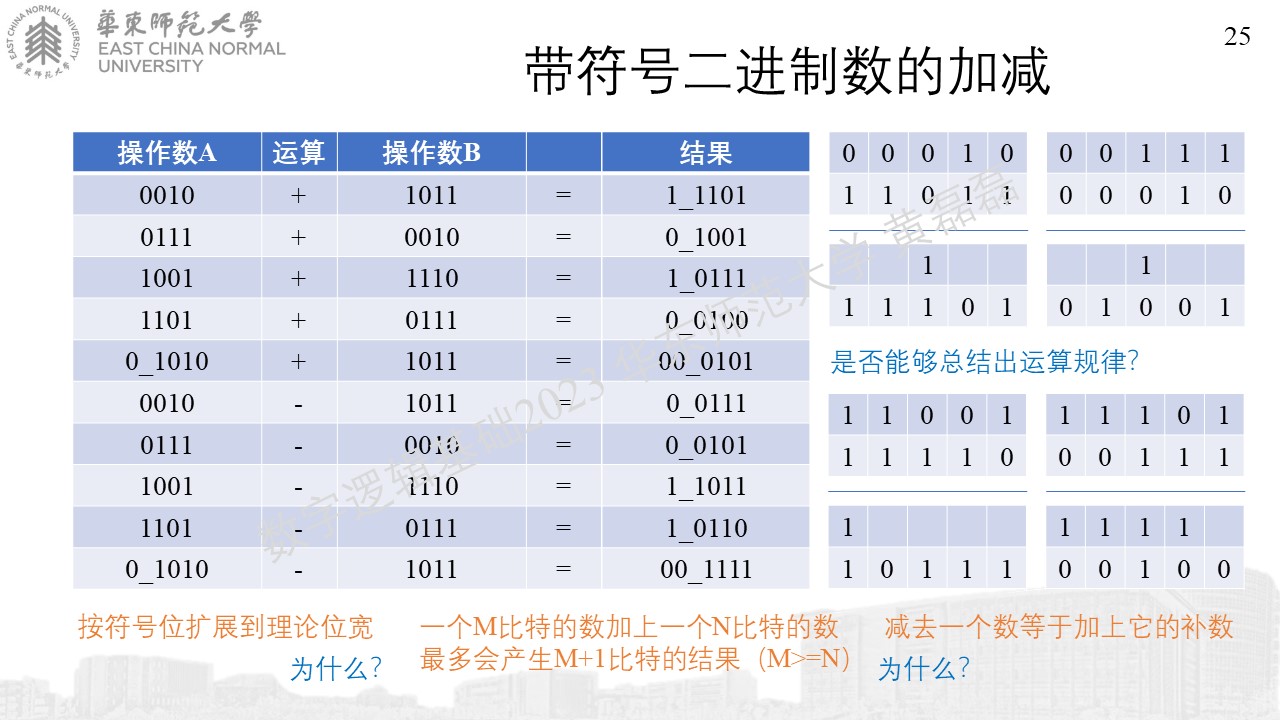 華東師範大學
EAST CHINA NORMAL
UNIVERSITY
25
带符号二进制数的加减
操作数A 运算 操作数B 结果
0010 + 1011 = 1_1101
0111 + 0010 = 0_1001
1001 + 1110 = 1_0111
1101 + 0111 = 0_0100
0_1010 + 1011 = 00_0101
0010 - 1011 = 0_0111
0111 - 0010 = 0_0101
1001 - 1110 = 1_1011
1101 - 0111 = 1_0110
0_1010 - 1011 = 00_1111
0 0 0 1 0
1 1 0 1 1
1
1 1 1 0 1
0 0 1 1 1
0 0 0 1 0
1
0 1 0 0 1
是否能够总结出运算规律?
1 1 0 0 1
1 1 1 1 0
1
1 0 1 1 1
1 1 1 0 1
0 0 1 1 1
1 1 1 1
0 0 1 0 0
按符号位扩展到理论位宽
为什么?
一个M比特的数加上一个N比特的数
最多会产生M+1比特的结果（M>=N）
减去一个数等于加上它的补数
为什么?
数字逻辑基础2023 华东师范大学 黄磊磊
EAST CHINA NORMAL UNIVERSITY
華東師範大學